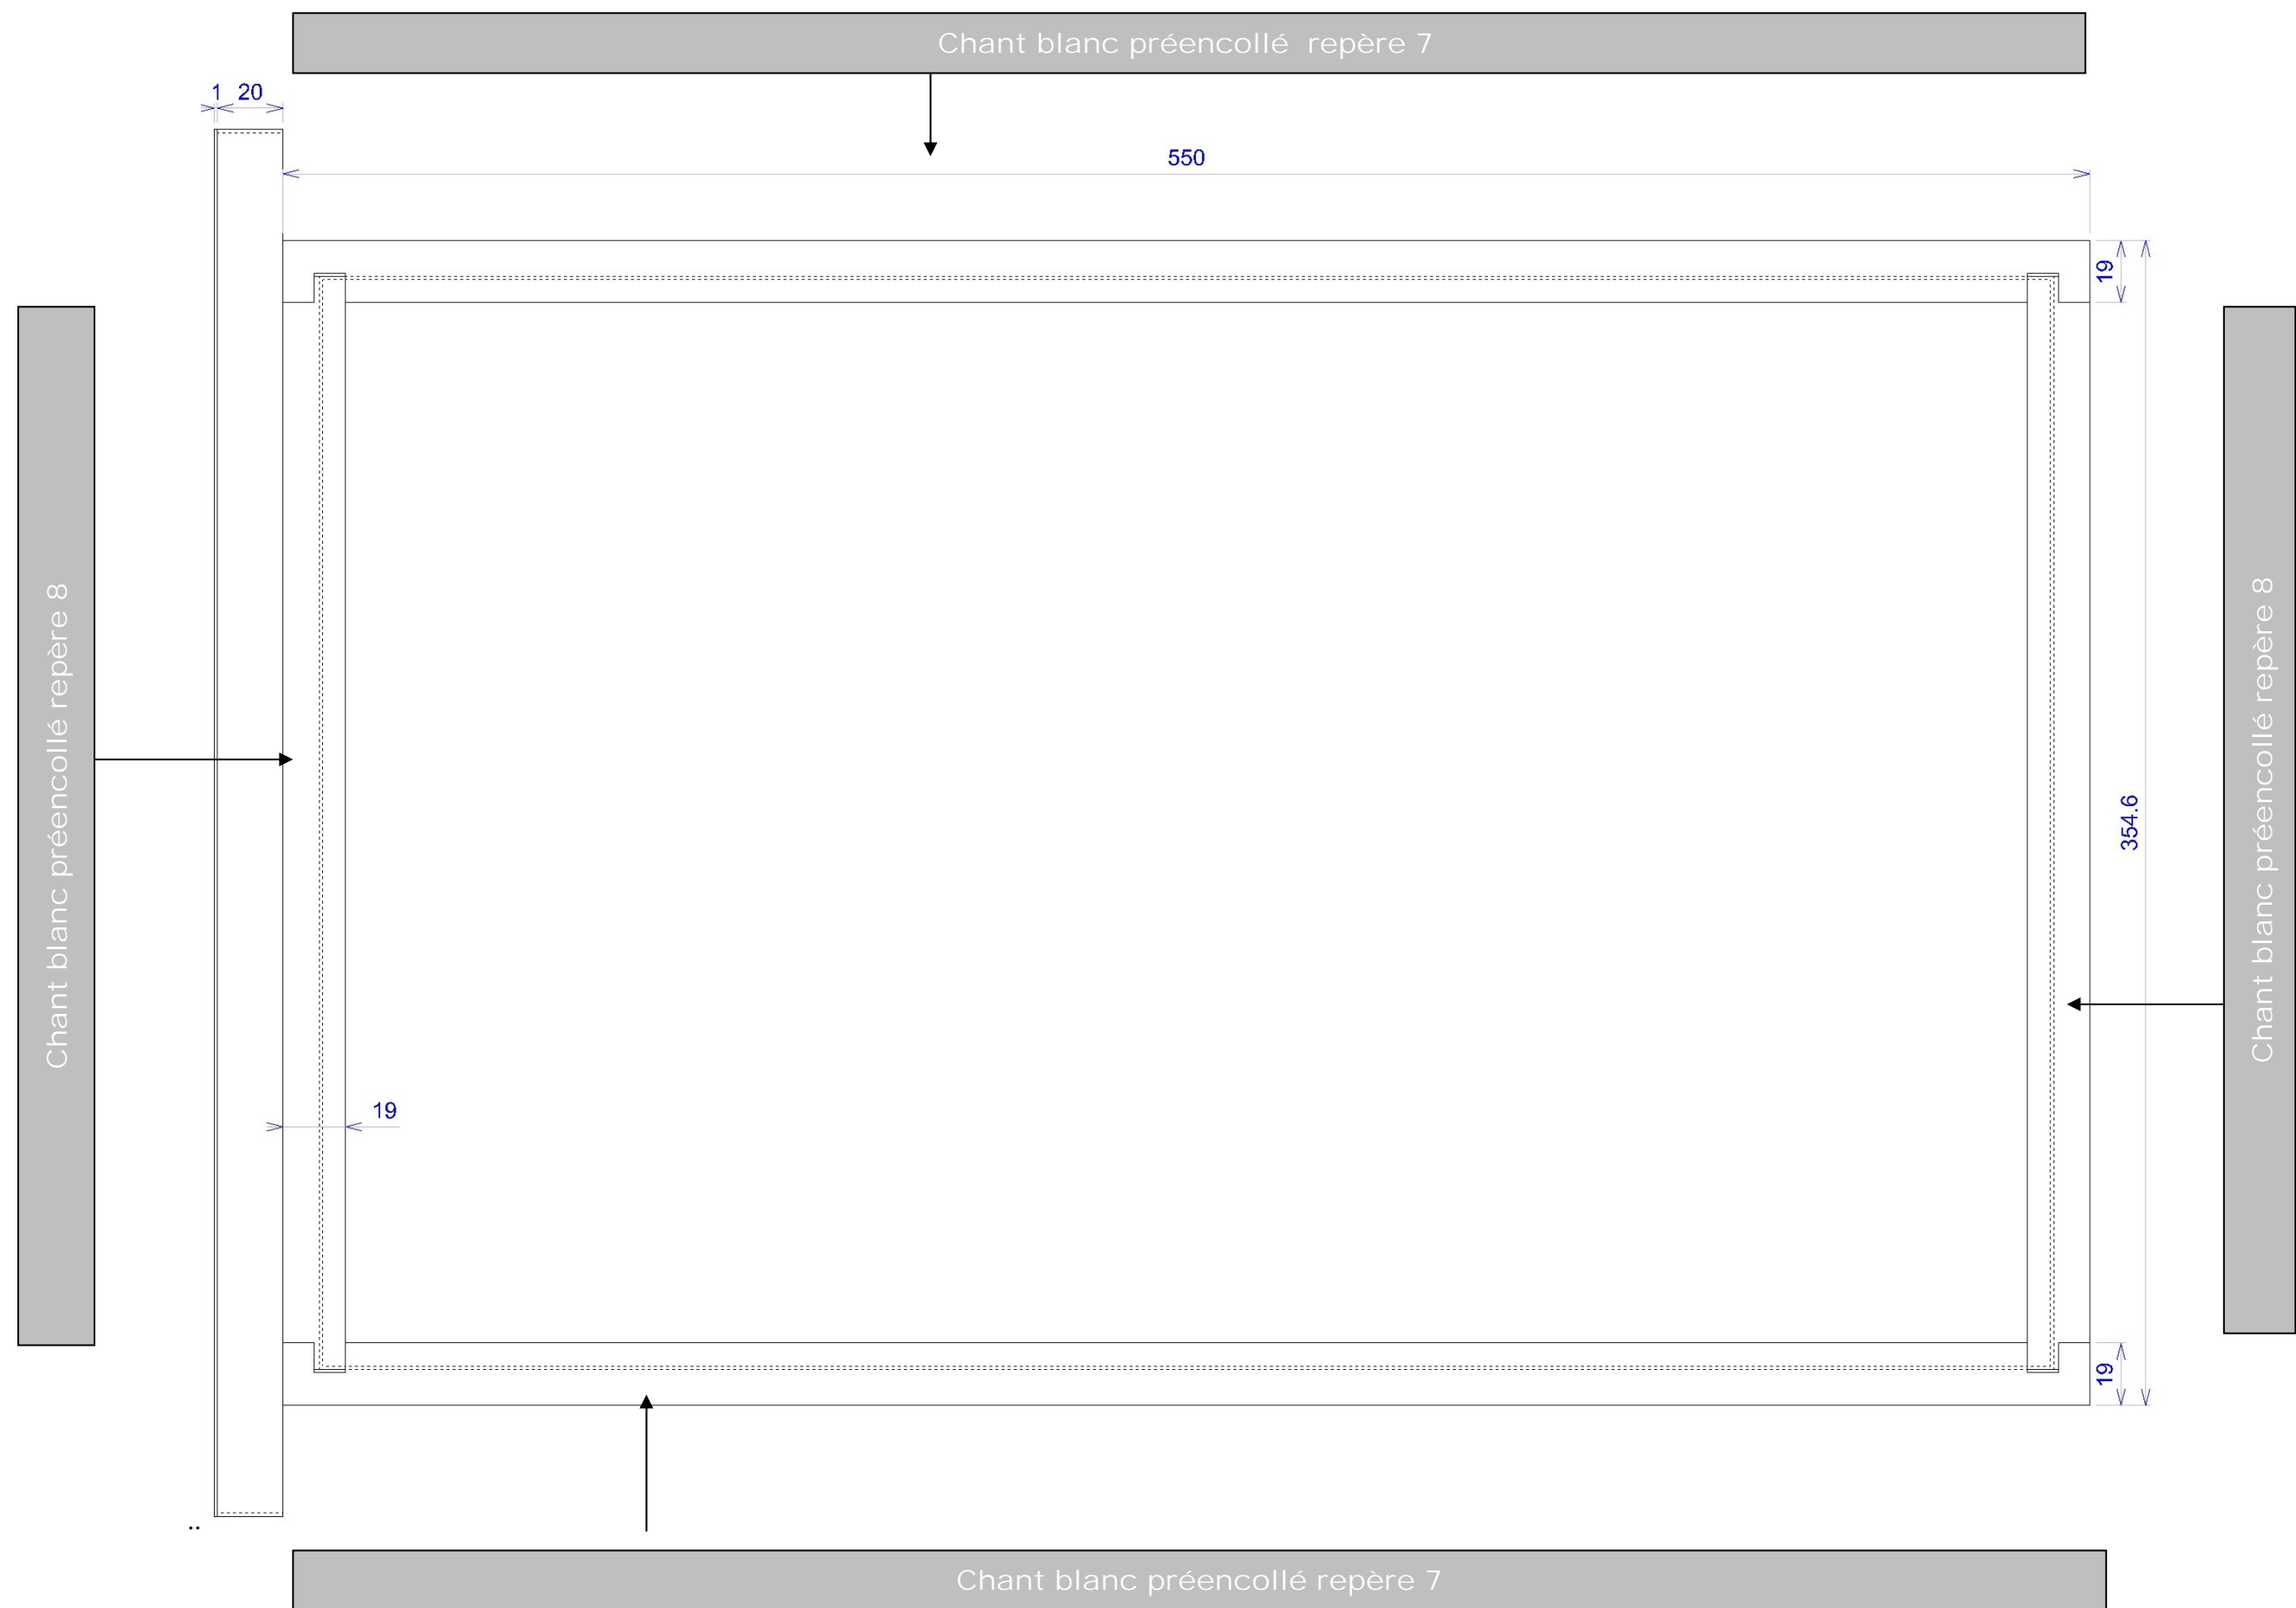 Chant blanc préencollé repère 7
1 20
550
19
Chant blanc préencollé repère 8
354.6
Chant blanc préencollé repère 8
19
19
..
Chant blanc préencollé repère 7